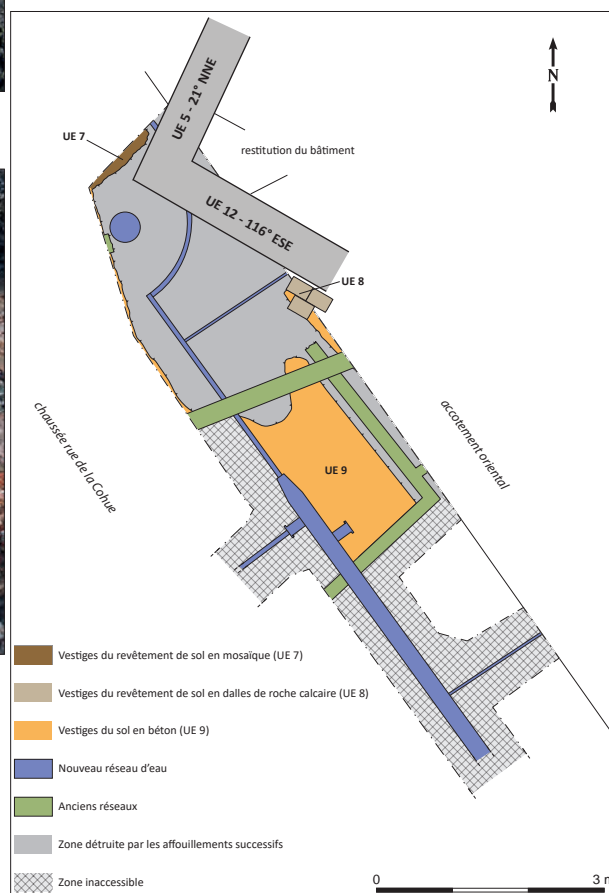 UE 5 - 21° NNE
N
UE 7
restitution du bâtiment
UE 12 - 116° ESE
UE 8
chaussée rue de la Cohue
accotement oriental
UE 9
Vestiges du revêtement de sol en mosaïque (UE 7)
Vestiges du revêtement de sol en dalles de roche calcaire (UE 8)
Vestiges du sol en béton (UE 9)
Nouveau réseau d'eau
Anciens réseaux
Zone détruite par les affouillements successifs
Zone inaccessible
0 3 m